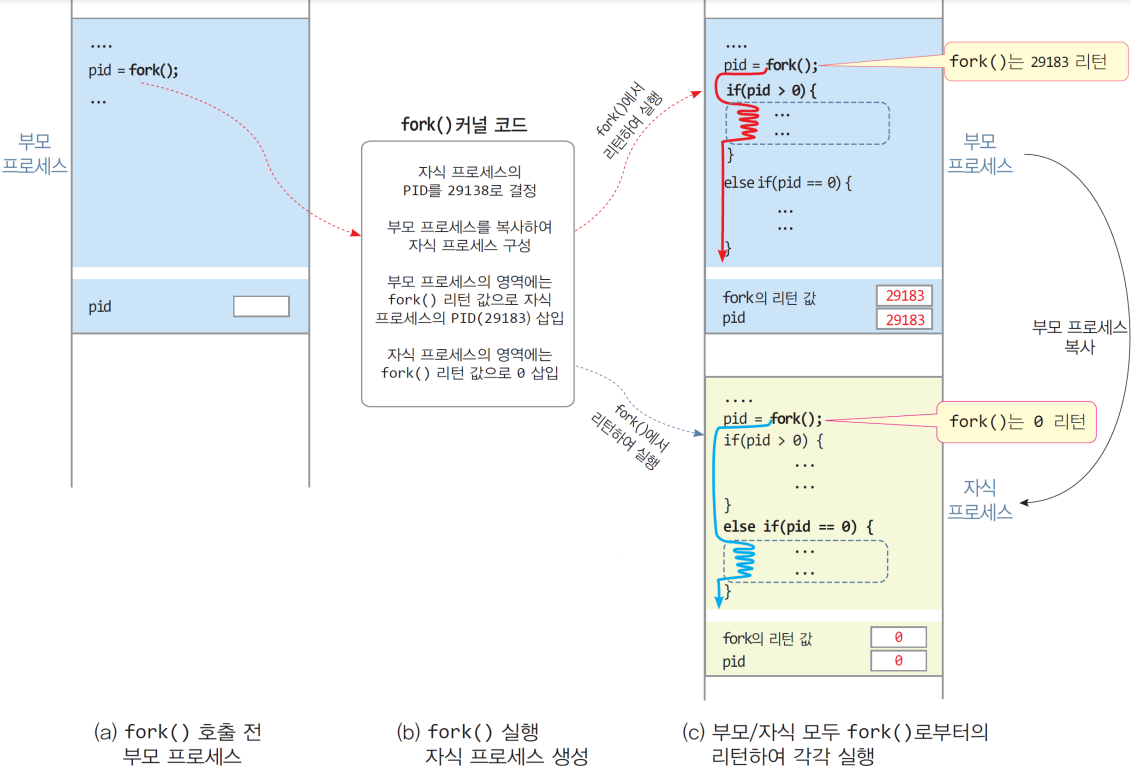 ....
pid = fork();
...
부모
프로세스
pid
fork()커널 코드
자식 프로세스의
PID를 29138로 결정
부모 프로세스를 복사하여
자식 프로세스 구성
부모 프로세스의 영역에는
fork() 리턴 값으로 자식
프로세스의 PID(29183) 삽입
자식 프로세스의 영역에는
fork() 리턴 값으로 0 삽입
fork()에서
리턴하여 실행
fork()에서
리턴하여 실행
....
pid = fork();
if(pid > 0){
...
...
}
else if(pid == 0){
...
...
}
fork의 리턴 값 29183
pid 29183
fork()는 29183 리턴
부모
프로세스
부모 프로세스
복사
....
pid = fork();
if(pid > 0) {
...
...
}
else if(pid == 0) {
...
...
}
fork의 리턴 값 0
pid 0
fork()는 0 리턴
자식
프로세스
(a) fork() 호출 전
부모 프로세스
(b) fork() 실행
자식 프로세스 생성
(c) 부모/자식 모두 fork()로부터의
리턴하여 각각 실행